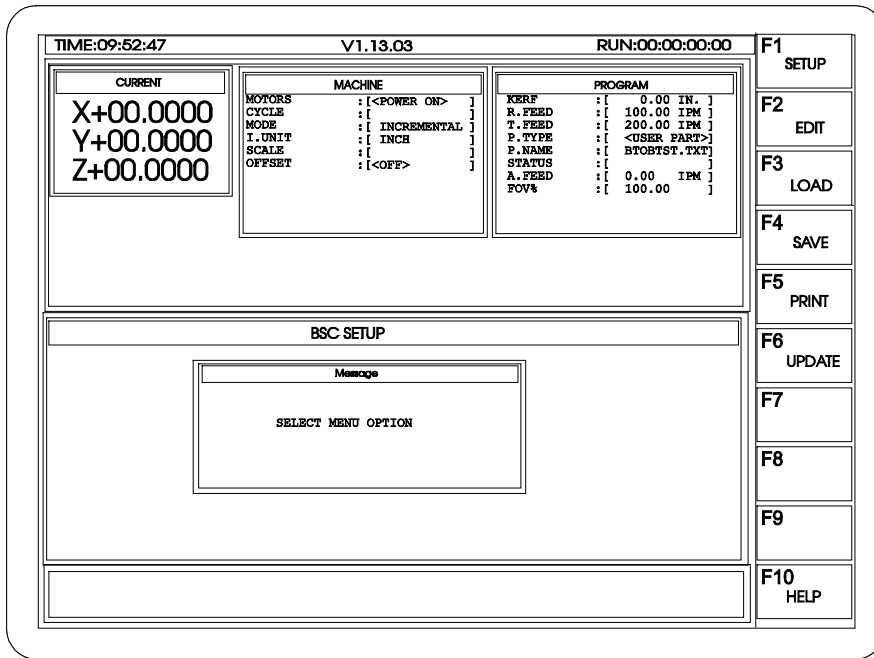 TIME:09:52:47 V1.13.03 RUN:00:00:00:00
CURRENT
X+00.0000
Y+00.0000
Z+00.0000
MACHINE
MOTORS :[<POWER ON> ]
CYCLE :[ ]
MODE :[ INCREMENTAL ]
I.UNIT :[ INCH ]
SCALE :[ ]
OFFSET :[<OFF> ]
PROGRAM
KERF :[ 0.00 IN. ]
R.FEED :[ 100.00 IPM ]
T.FEED :[ 200.00 IPM ]
P.TYPE :[ <USER PART>]
P.NAME :[ BTOBTST.TXT]
STATUS :[ ]
A.FEED :[ 0.00 IPM ]
FOV% :[ 100.00 ]
BSC SETUP
Message
SELECT MENU OPTION
F1
SETUP
F2
EDIT
F3
LOAD
F4
SAVE
F5
PRINT
F6
UPDATE
F7
F8
F9
F10
HELP